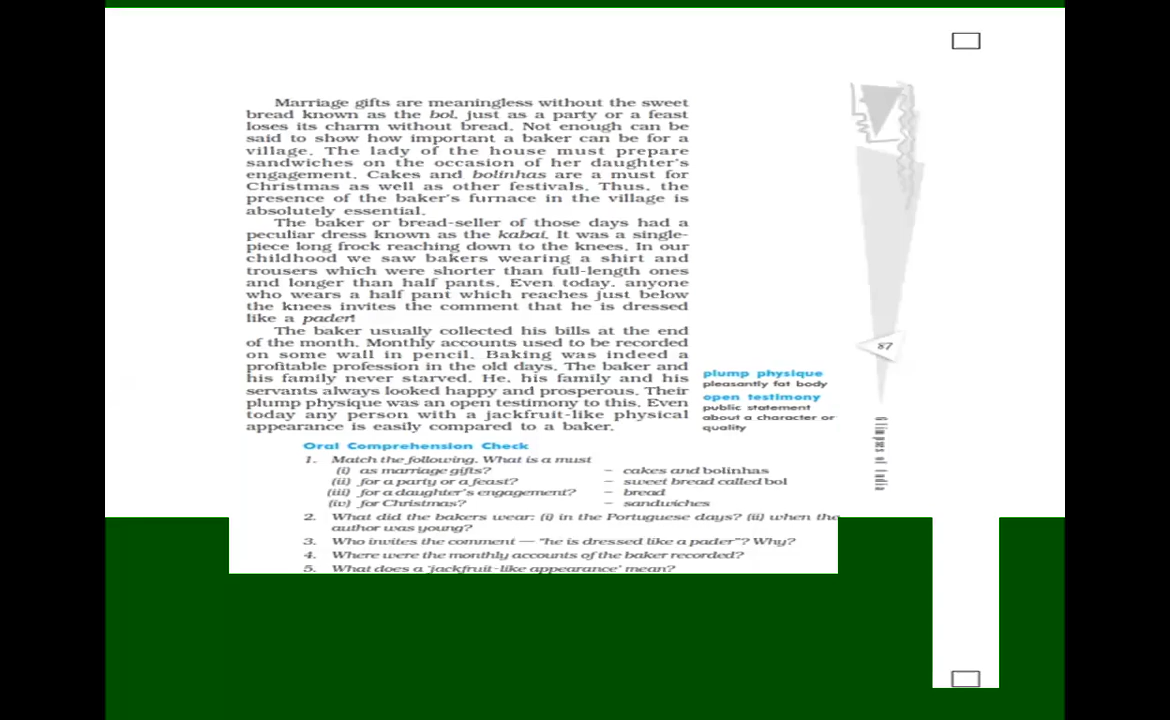 Marriage gifts are meaningless without the sweet
bread known as the bol, just as a party or a feast
loses its charm without bread. Not enough can be
said to show how important a baker can be for a
village. The lady of the house must prepare
sandwiches on the occasion of her daughter's
engagement. Cakes and bolinhas are a must for
Christmas as well as other festivals. Thus, the
presence of the baker's furnace in the village is
absolutely essential.
The baker or bread-seller of those days had a
peculiar dress known as the kabai. It was a single-
piece long frock reaching down to the knees. In our
childhood we saw bakers wearing a shirt and
trousers which were shorter than full-length ones
and longer than half pants. Even today, anyone
who wears a half pant which reaches just below
the knees invites the comment that he is dressed
like a pader!
The baker usually collected his bills at the end
of the month. Monthly accounts used to be recorded
on some wall in pencil. Baking was indeed a
profitable profession in the old days. The baker and
his family never starved. He, his family and his
servants always looked happy and prosperous. Their
plump physique was an open testimony to this. Even
today any person with a jackfruit-like physical
appearance is easily compared to a baker.
plump physique
pleasantly fat body
open testimony
public statement
about a character or
quality
87
Glimpses of India
Oral Comprehension Check
1. Match the following. What is a must
(i) as marriage gifts? – cakes and bolinhas
(ii) for a party or a feast? – sweet bread called bol
(iii) for a daughter's engagement? – bread
(iv) for Christmas? – sandwiches
2. What did the bakers wear: (i) in the Portuguese days? (ii) when the
author was young?
3. Who invites the comment — "he is dressed like a pader"? Why?
4. Where were the monthly accounts of the baker recorded?
5. What does a 'jackfruit-like appearance' mean?